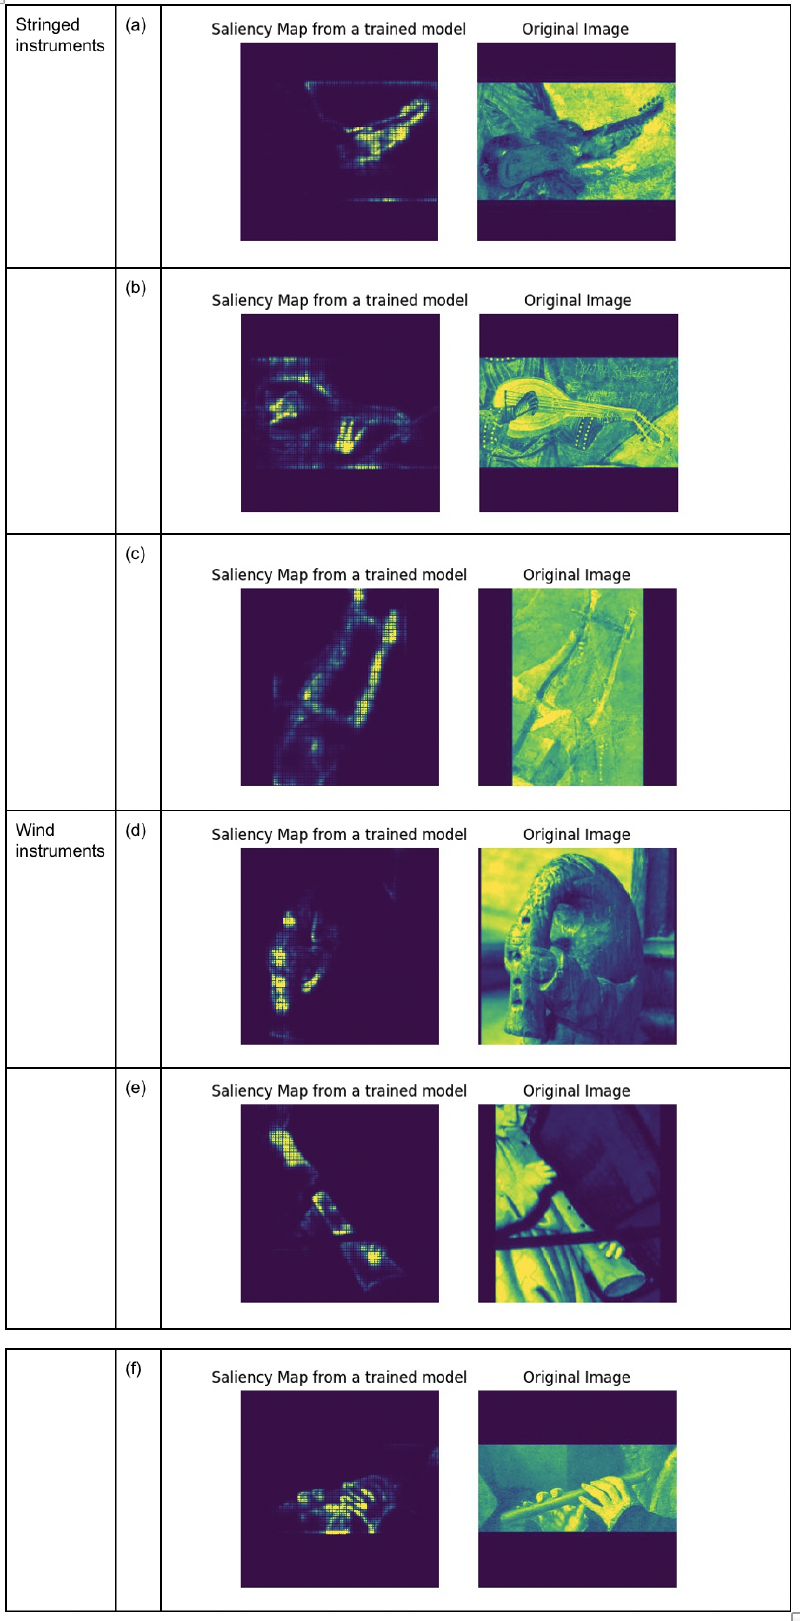 Stringed
instruments
(a)
Saliency Map from a trained model
Original Image
(b)
Saliency Map from a trained model
Original Image
(c)
Saliency Map from a trained model
Original Image
Wind
instruments
(d)
Saliency Map from a trained model
Original Image
(e)
Saliency Map from a trained model
Original Image
(f)
Saliency Map from a trained model
Original Image